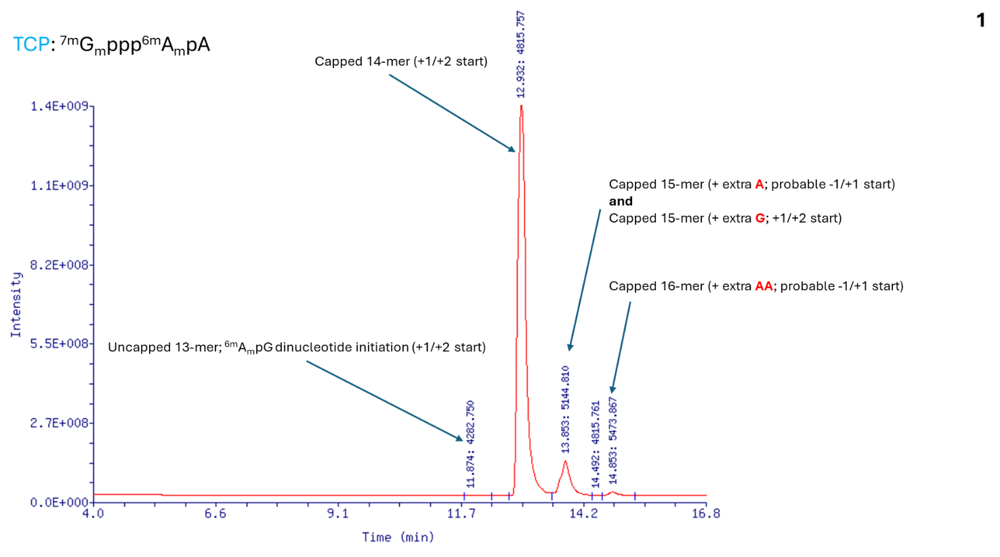 1
TCP: 7mGmppp6mAmpA
12.932: 4815.757
Capped 14-mer (+1/+2 start)
1.4E+009
Capped 15-mer (+ extra A; probable -1/+1 start)
and
Capped 15-mer (+ extra G; +1/+2 start)
1.1E+009
8.2E+008
Capped 16-mer (+ extra AA; probable -1/+1 start)
Intensity
5.5E+008
Uncapped 13-mer; 6mAmpG dinucleotide initiation (+1/+2 start)
11.874: 4282.750
13.853: 5144.810
14.492: 4815.761
14.853: 5473.867
2.7E+008
0.0E+000
4.0 6.6 9.1 11.7 14.2 16.8
Time (min)